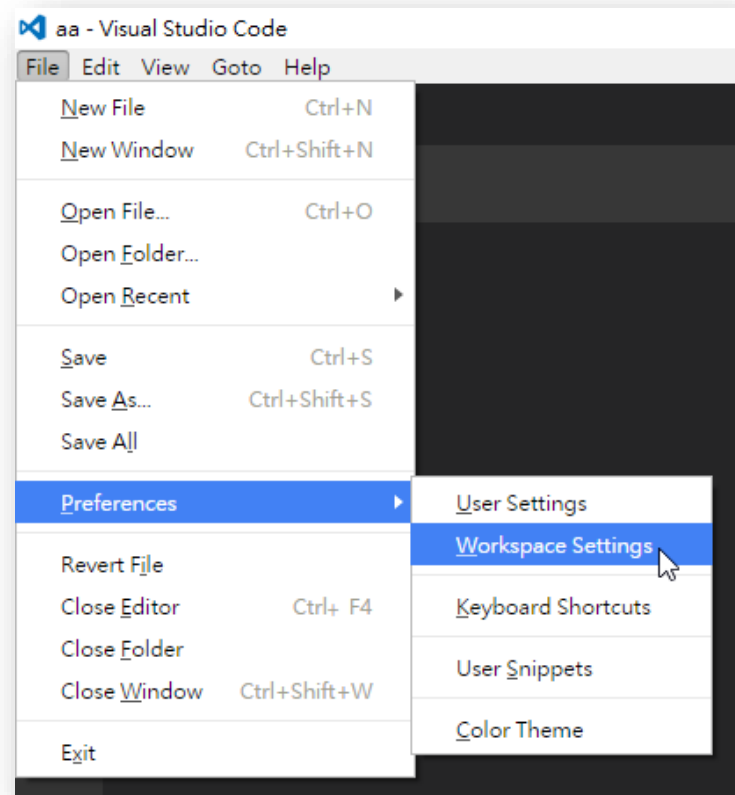 aa - Visual Studio Code
File Edit View Goto Help
New File Ctrl+N
New Window Ctrl+Shift+N
Open File... Ctrl+O
Open Folder...
Open Recent
Save Ctrl+S
Save As... Ctrl+Shift+S
Save All
Preferences
User Settings
Workspace Settings
Keyboard Shortcuts
User Snippets
Color Theme
Revert File
Close Editor Ctrl+ F4
Close Folder
Close Window Ctrl+Shift+W
Exit